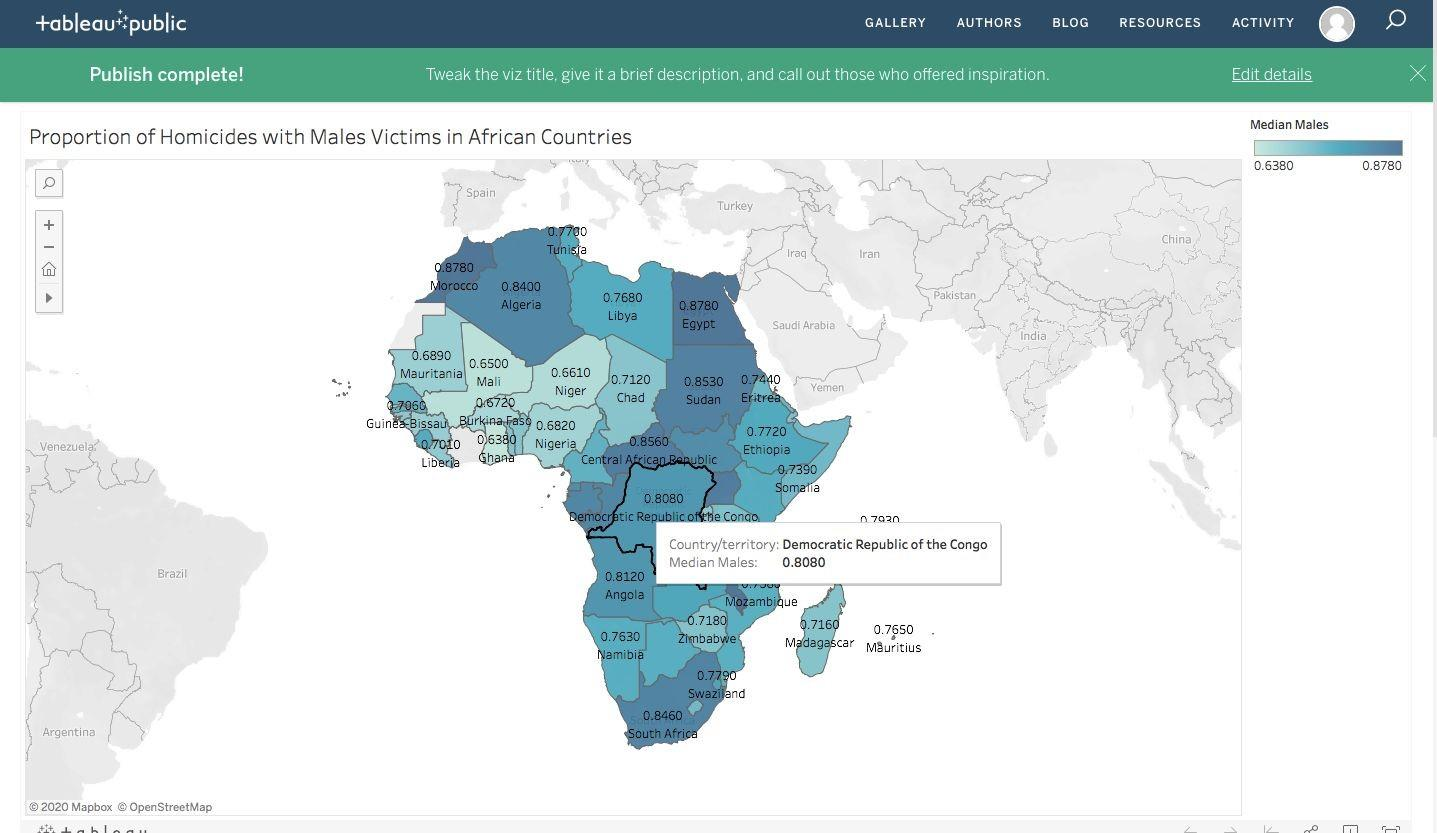 +ableau public
GALLERY AUTHORS BLOG RESOURCES ACTIVITY
Publish complete! Tweak the viz title, give it a brief description, and call out those who offered inspiration. Edit details
Proportion of Homicides with Males Victims in African Countries
Median Males
0.6380 0.8780
Italy
Spain
Turkey
China
Iraq
Iran
Pakistan
Saudi Arabia
India
Yemen
Venezuela
Brazil
Argentina
0.7700
Tunisia
0.8780
Morocco
0.8400
Algeria
0.7680
Libya
0.8780
Egypt
0.6890
Mauritania
0.6500
Mali
0.6610
Niger
0.7120
Chad
0.8530
Sudan
0.7440
Eritrea
0.7060
Guinea-Bissau
0.6720
Burkina Faso
0.6820
Nigeria
0.7010
Liberia
0.6380
Ghana
0.8560
Central African Republic
0.7720
Ethiopia
0.7390
Somalia
0.8080
Democratic Republic of the Congo
0.7930
Country/territory: Democratic Republic of the Congo
Median Males: 0.8080
0.8120
Angola
Mozambique
0.7180
Zimbabwe
0.7160
Madagascar
0.7650
Mauritius
0.7630
Namibia
0.7790
Swaziland
0.8460
South Africa
© 2020 Mapbox © OpenStreetMap